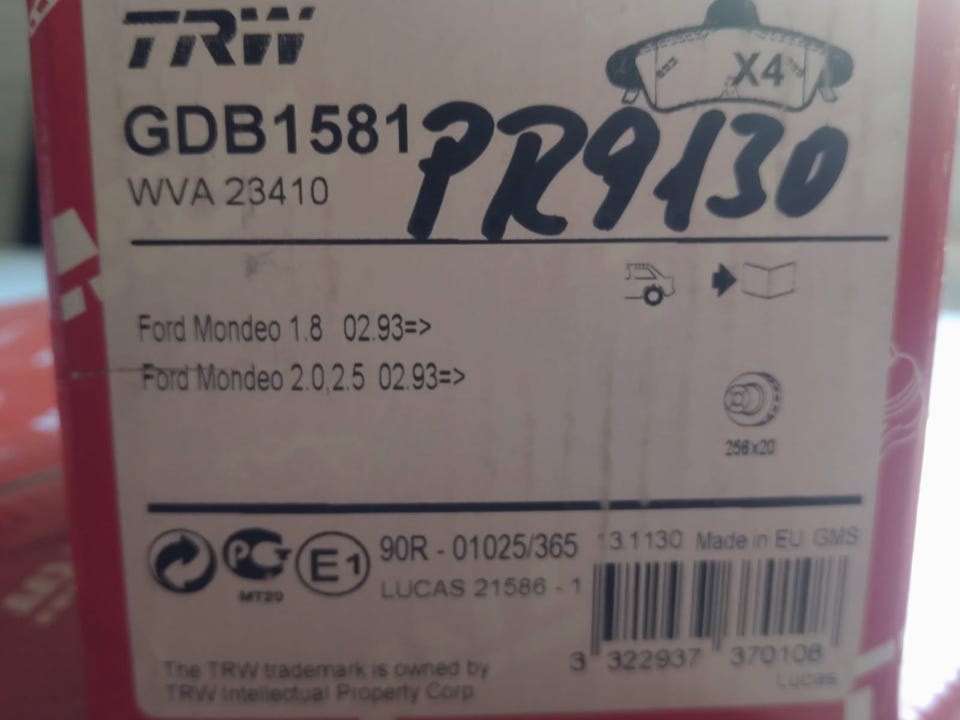 TRW
X4
GDB1581 PR9130
WVA 23410
Ford Mondeo 1.8 02.93=>
Ford Mondeo 2.0,2.5 02.93=>
256x20
PCT
MT20
E1
90R - 01025/365 13.1130 Made in EU GMS
LUCAS 21586 - 1
3 322937 370108
The TRW trademark is owned by
TRW Intellectual Property Corp.
Lucas